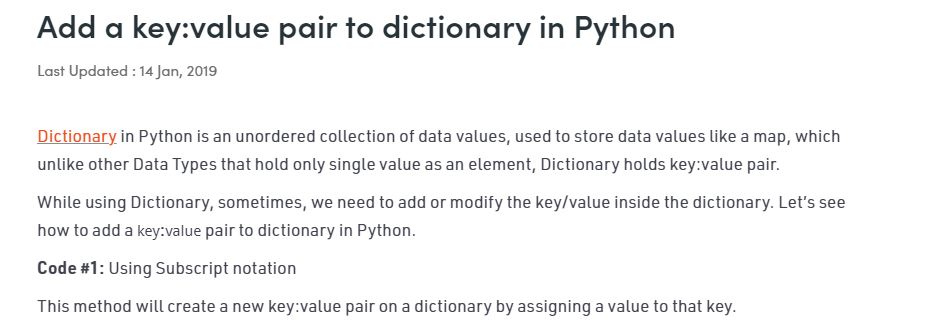 Add a key:value pair to dictionary in Python
Last Updated : 14 Jan, 2019
Dictionary in Python is an unordered collection of data values, used to store data values like a map, which
unlike other Data Types that hold only single value as an element, Dictionary holds key:value pair.
While using Dictionary, sometimes, we need to add or modify the key/value inside the dictionary. Let’s see
how to add a key:value pair to dictionary in Python.
Code #1: Using Subscript notation
This method will create a new key:value pair on a dictionary by assigning a value to that key.